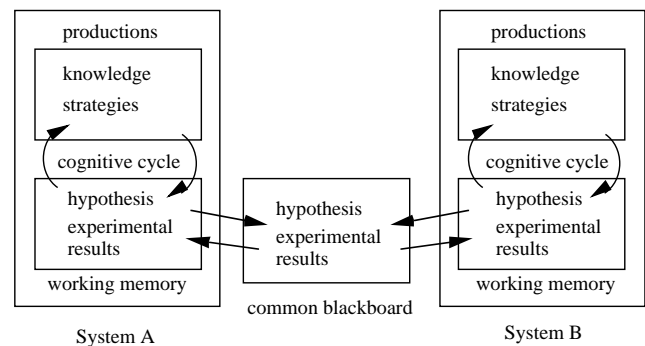 productions
knowledge
strategies
cognitive cycle
hypothesis
experimental
results
working memory
System A
hypothesis
experimental
results
common blackboard
productions
knowledge
strategies
cognitive cycle
hypothesis
experimental
results
working memory
System B